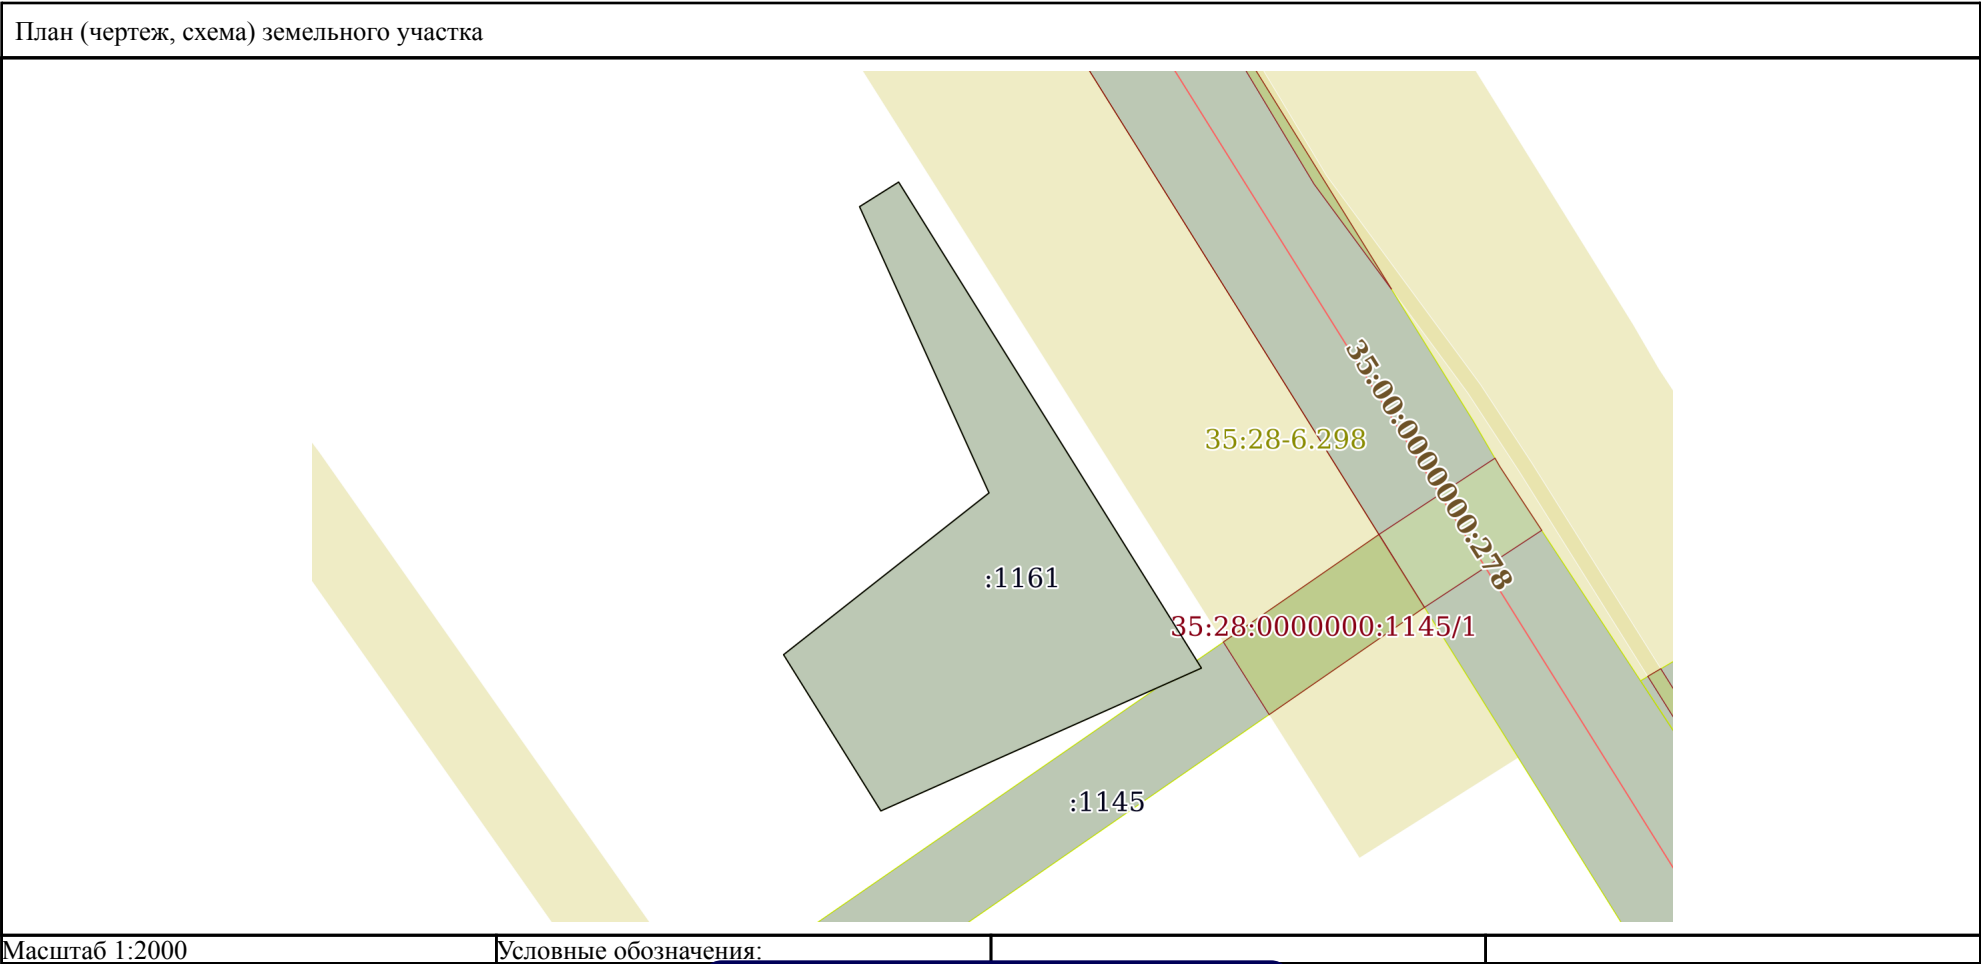 План (чертеж, схема) земельного участка
35:00:0000000:278
35:28-6.298
:1161
35:28:0000000:1145/1
:1145
Масштаб 1:2000
Условные обозначения: